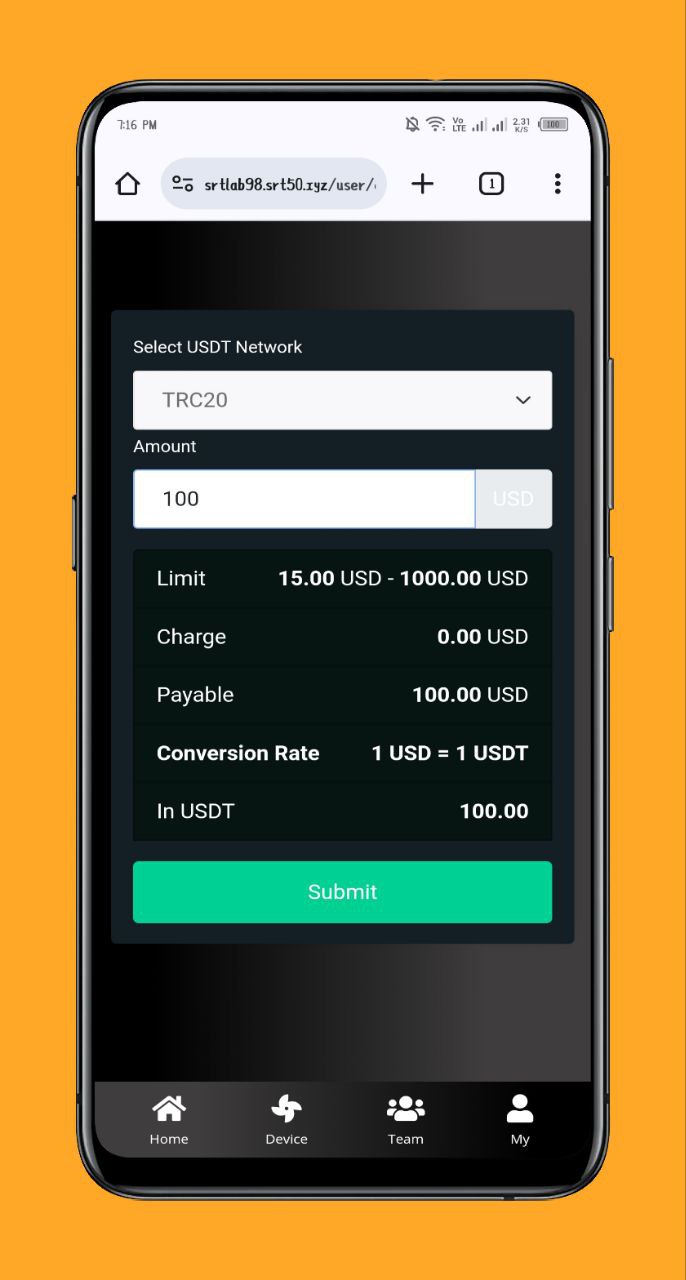 7:16 PM
Vo LTE 2.31 K/S 100
srtlab98.srt50.xyz/user/
1
Select USDT Network
TRC20
Amount
100 USD
Limit 15.00 USD - 1000.00 USD
Charge 0.00 USD
Payable 100.00 USD
Conversion Rate 1 USD = 1 USDT
In USDT 100.00
Submit
Home Device Team My